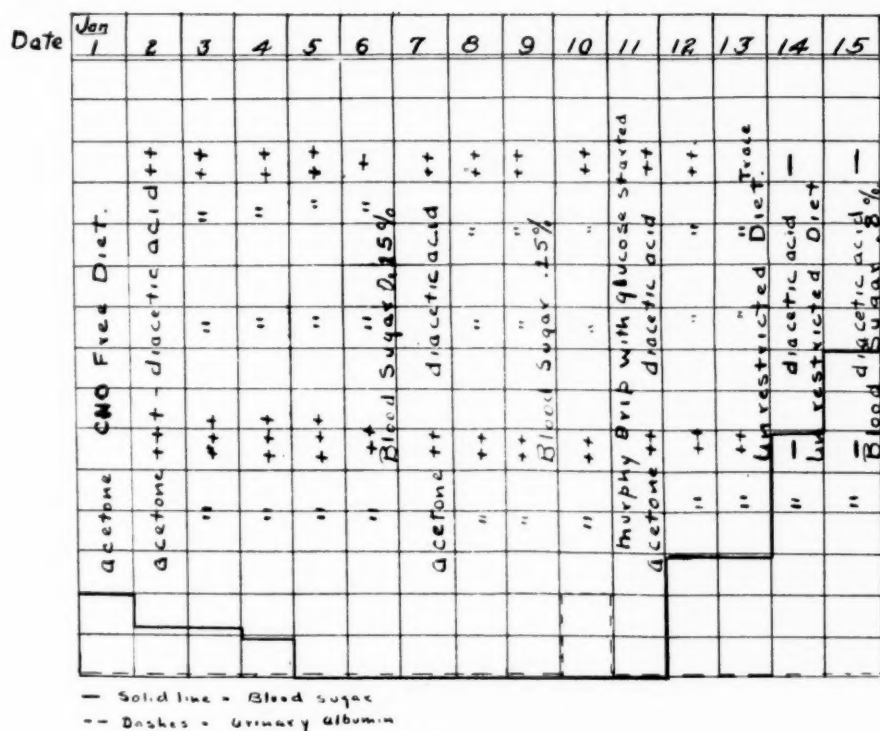 Date Jan 1 2 3 4 5 6 7 8 9 10 11 12 13 14 15
acetone CHO Free Diet.
acetone +++ - diacetic acid ++
" +++ " " ++
" +++ " " ++
" +++ " " ++
" ++ " " +
Blood Sugar 0.25%
acetone ++ diacetic acid ++
" ++ " " ++
" ++ " " ++
Blood Sugar .25%
" ++ " " ++
Murphy Drip with glucose started
acetone ++ diacetic acid ++
" ++ " " ++.
" ++ " " Trace
Unrestricted Diet.
" — diacetic acid —
Unrestricted Diet
" — diacetic acid —
Blood Sugar .8%
— Solid line = Blood sugar
-- Dashes = Urinary albumin